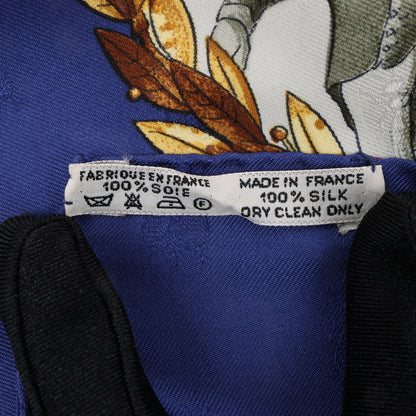 FABRIQUE EN FRANCE
100% SOIE
F
MADE IN FRANCE
100% SILK
DRY CLEAN ONLY